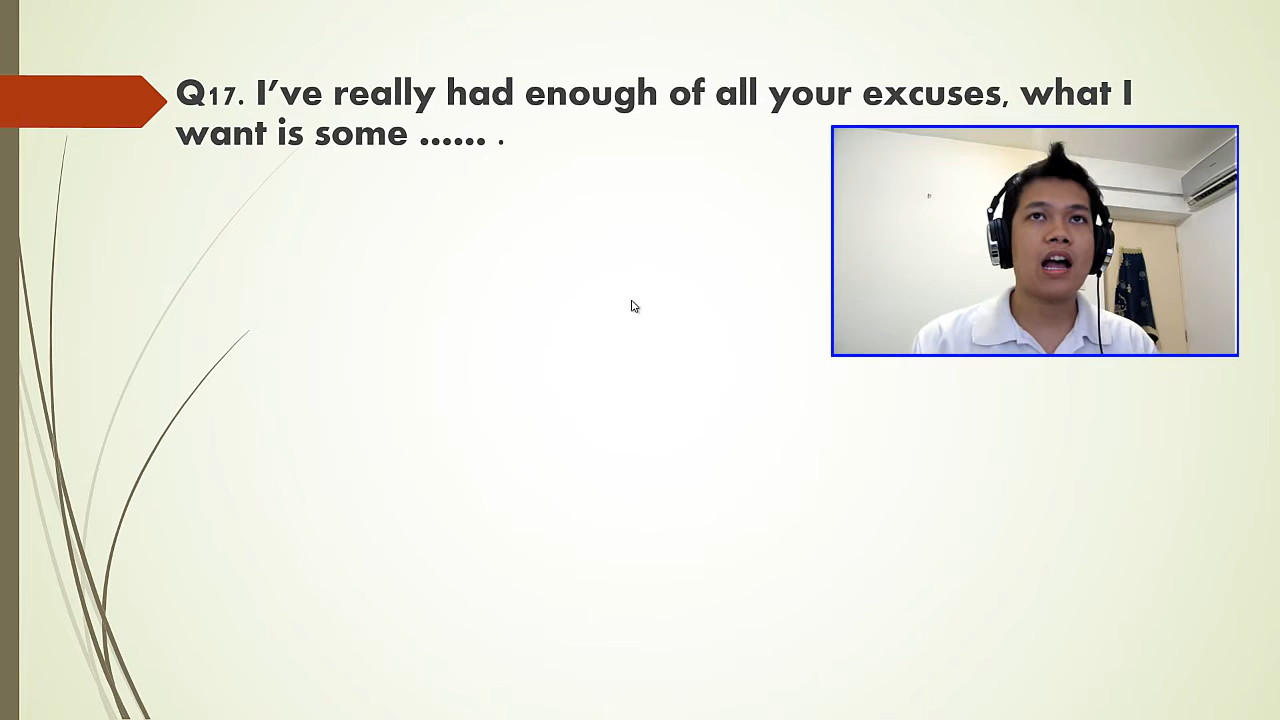 Q17. I’ve really had enough of all your excuses, what I
want is some …… .